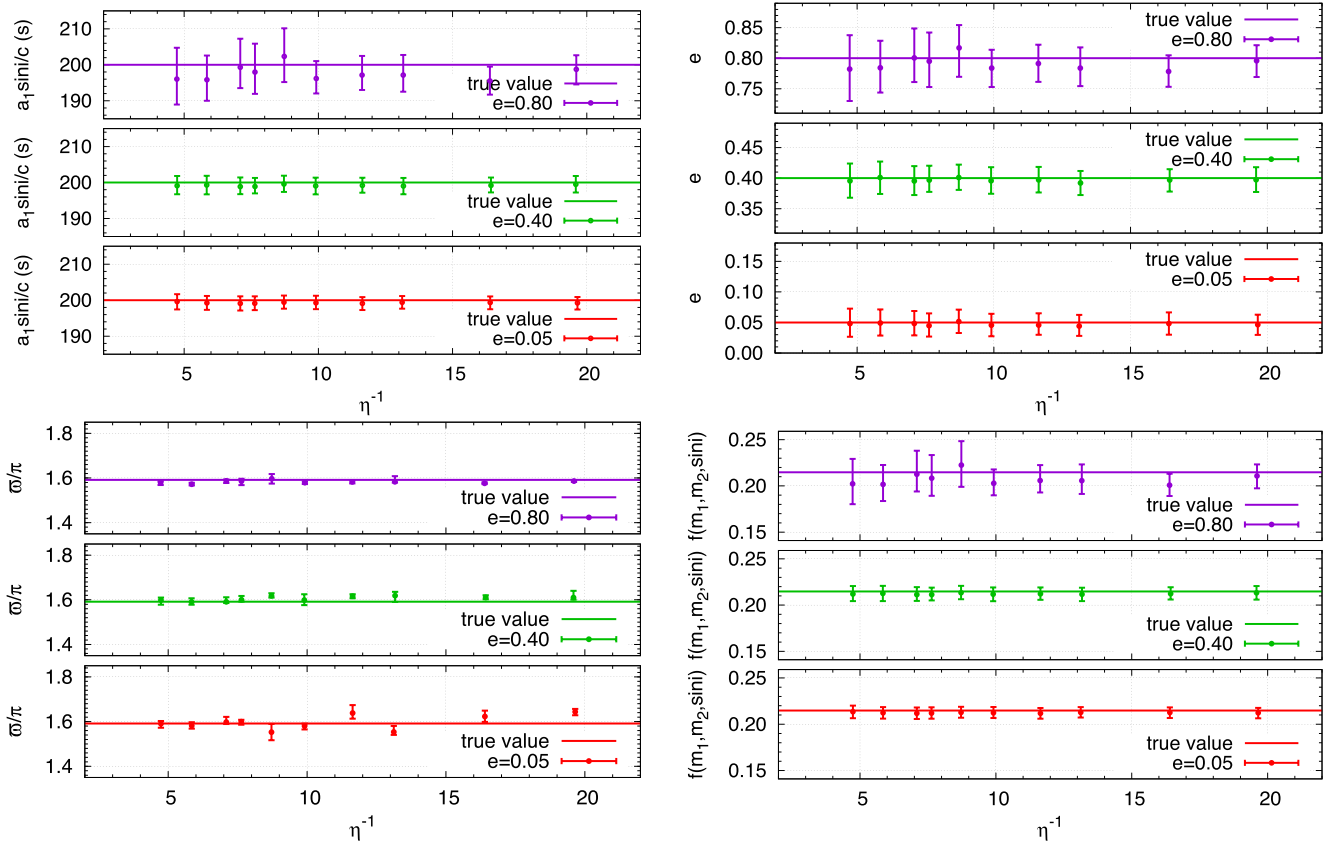 a₁sini/c (s)
210
200
190
true value
e=0.80
a₁sini/c (s)
210
200
190
true value
e=0.40
a₁sini/c (s)
210
200
190
true value
e=0.05
5 10 15 20
η⁻¹
e
0.85
0.80
0.75
true value
e=0.80
e
0.45
0.40
0.35
true value
e=0.40
e
0.15
0.10
0.05
0.00
true value
e=0.05
5 10 15 20
η⁻¹
ϖ/π
1.8
1.6
1.4
true value
e=0.80
ϖ/π
1.8
1.6
1.4
true value
e=0.40
ϖ/π
1.8
1.6
1.4
true value
e=0.05
5 10 15 20
η⁻¹
f(m₁,m₂,sini)
0.25
0.20
0.15
true value
e=0.80
f(m₁,m₂,sini)
0.25
0.20
0.15
true value
e=0.40
f(m₁,m₂,sini)
0.25
0.20
0.15
true value
e=0.05
5 10 15 20
η⁻¹